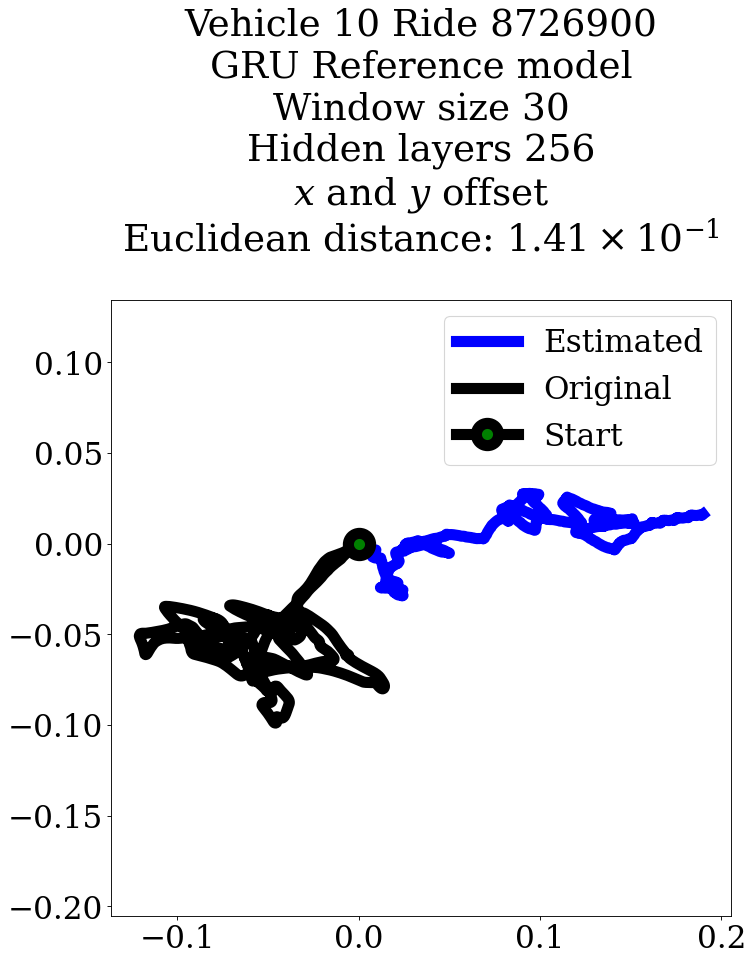 Vehicle 10 Ride 8726900
GRU Reference model
Window size 30
Hidden layers 256
x and y offset
Euclidean distance: 1.41 × 10⁻¹
Estimated
Original
Start
0.10
0.05
0.00
−0.05
−0.10
−0.15
−0.20
−0.1 0.0 0.1 0.2